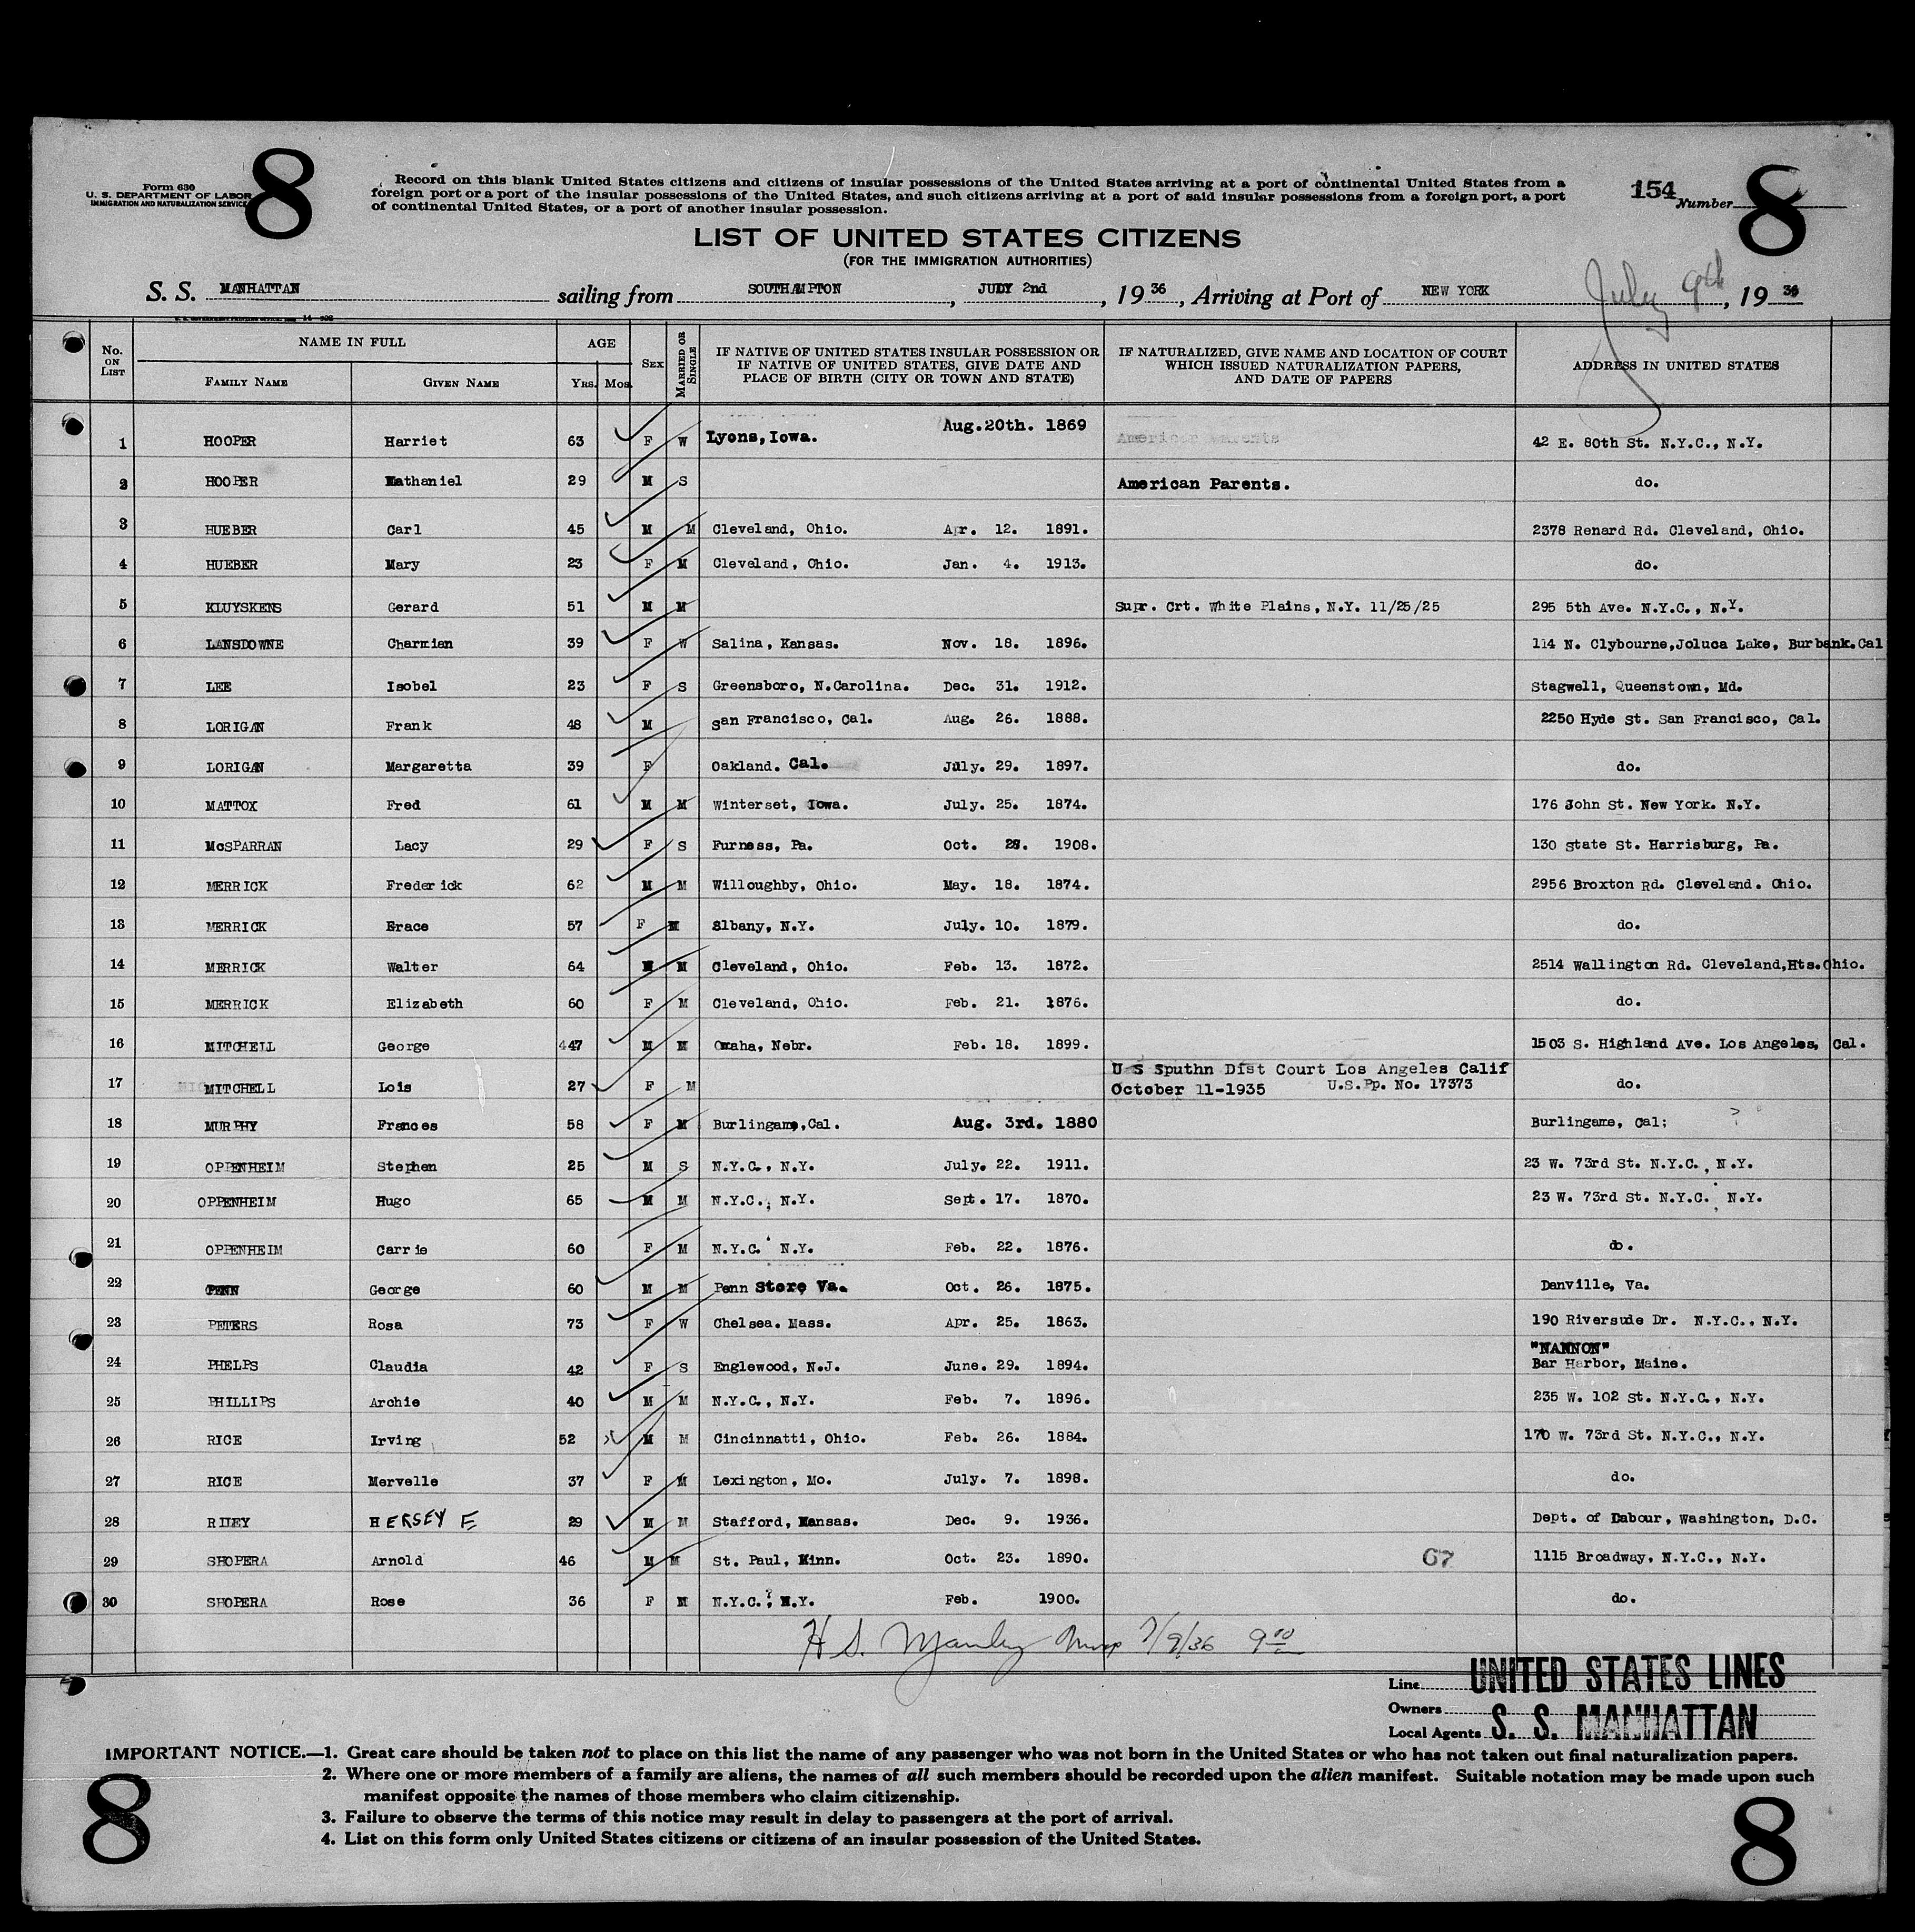 8
8
Form 630
U. S. DEPARTMENT OF LABOR
IMMIGRATION AND NATURALIZATION SERVICE
Record on this blank United States citizens and citizens of insular possessions of the United States arriving at a port of continental United States from a
foreign port or a port of the insular possessions of the United States, and such citizens arriving at a port of said insular possessions from a foreign port, a port
of continental United States, or a port of another insular possession.
154 Number
LIST OF UNITED STATES CITIZENS
(FOR THE IMMIGRATION AUTHORITIES)
S. S. MANHATTAN sailing from SOUTHAMPTON, JULY 2nd, 1936, Arriving at Port of NEW YORK July 9th, 1936
No. ON LIST NAME IN FULL AGE SEX MARRIED OR SINGLE IF NATIVE OF UNITED STATES INSULAR POSSESSION OR IF NATIVE OF UNITED STATES, GIVE DATE AND PLACE OF BIRTH (CITY OR TOWN AND STATE) IF NATURALIZED, GIVE NAME AND LOCATION OF COURT WHICH ISSUED NATURALIZATION PAPERS, AND DATE OF PAPERS ADDRESS IN UNITED STATES
FAMILY NAME GIVEN NAME YRS. MOS.
1 HOOPER Harriet 63 F W Lyons, Iowa. Aug.20th. 1869 American Parents 42 E. 80th St. N.Y.C., N.Y.
2 HOOPER Nathaniel 29 M S American Parents. do.
3 HUEBER Carl 45 M M Cleveland, Ohio. Apr. 12. 1891. 2378 Renard Rd. Cleveland, Ohio.
4 HUEBER Mary 23 F M Cleveland, Ohio. Jan. 4. 1913. do.
5 KLUYSKENS Gerard 51 M M Supr. Crt. White Plains, N.Y. 11/25/25 295 5th Ave. N.Y.C., N.Y.
6 LANSDOWNE Charmian 39 F W Salina, Kansas. Nov. 18. 1896. 114 N. Clybourne,Joluca Lake, Burbank.Cal
7 LEE Isobel 23 F S Greensboro, N.Carolina. Dec. 31. 1912. Stagwell, Queenstown, Md.
8 LORIGAN Frank 48 M San Francisco, Cal. Aug. 26. 1888. 2250 Hyde St. San Francisco, Cal.
9 LORIGAN Margaretta 39 F Oakland. Cal. July. 29. 1897. do.
10 MATTOX Fred 61 M M Winterset, Iowa. July. 25. 1874. 176 John St. New York. N.Y.
11 McSPARRAN Lacy 29 F S Furness, Pa. Oct. 1908. 130 State St. Harrisburg, Pa.
12 MERRICK Frederick 62 M M Willoughby, Ohio. May. 18. 1874. 2956 Broxton Rd. Cleveland. Ohio.
13 MERRICK Grace 57 F M Albany, N.Y. July. 10. 1879. do.
14 MERRICK Walter 64 M M Cleveland, Ohio. Feb. 13. 1872. 2514 Wallington Rd. Cleveland,Hts.Ohio.
15 MERRICK Elizabeth 60 F M Cleveland, Ohio. Feb. 21. 1876. do.
16 MITCHELL George 447 M M Omaha, Nebr. Feb. 18. 1899. 1503 S. Highland Ave. Los Angeles, Cal.
17 MITCHELL Lois 27 F M U S Sputhn Dist Court Los Angeles Calif
October 11-1935 U.S.Pp. No. 17373 do.
18 MURPHY Frances 58 F M Burlingame,Cal. Aug. 3rd. 1880 Burlingame, Cal;
19 OPPENHEIM Stephen 25 M S N.Y.C., N.Y. July. 22. 1911. 23 W. 73rd St. N.Y.C., N.Y.
20 OPPENHEIM Hugo 65 M M N.Y.C., N.Y. Sept. 17. 1870. 23 W. 73rd St. N.Y.C. N.Y.
21 OPPENHEIM Carrie 60 F M N.Y.C. N.Y. Feb. 22. 1876. do.
22 PENN George 60 M M Penn Store Va. Oct. 26. 1875. Danville, Va.
23 PETERS Rosa 73 F W Chelsea. Mass. Apr. 25. 1863. 190 Riversude Dr. N.Y.C., N.Y.
24 PHELPS Claudia 42 F S Englewood, N.J. June. 29. 1894. "NANNON"
Bar Harbor, Maine.
25 PHILLIPS Archie 40 M M N.Y.C., N.Y. Feb. 7. 1896. 235 W. 102 St. N.Y.C., N.Y.
26 RICE Irving 52 M M Cincinnatti, Ohio. Feb. 26. 1884. 170 W. 73rd St. N.Y.C., N.Y.
27 RICE Mervelle 37 F M Lexington, Mo. July. 7. 1898. do.
28 RILEY HERSEY E 29 M M Stafford, Kansas. Dec. 9. 1936. Dept. of Labour, Washington, D.C.
29 SHOPERA Arnold 46 M M St. Paul, Minn. Oct. 23. 1890. 67 1115 Broadway, N.Y.C., N.Y.
30 SHOPERA Rose 36 F M N.Y.C., N.Y. Feb. 1900. do.
H S. Manley 7/9/36 9 10
Line UNITED STATES LINES
Owners
Local Agents S. S. MANHATTAN
IMPORTANT NOTICE.—1. Great care should be taken not to place on this list the name of any passenger who was not born in the United States or who has not taken out final naturalization papers.
2. Where one or more members of a family are aliens, the names of all such members should be recorded upon the alien manifest. Suitable notation may be made upon such
manifest opposite the names of those members who claim citizenship.
3. Failure to observe the terms of this notice may result in delay to passengers at the port of arrival.
4. List on this form only United States citizens or citizens of an insular possession of the United States.
8
8